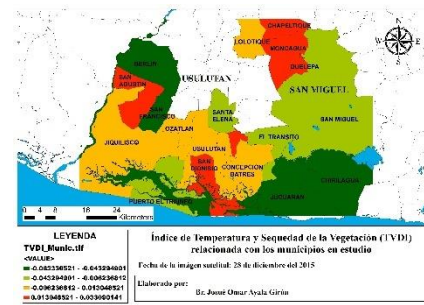 CHAPELTIQUE
LOLOTIQUE
MONCAGUA
QUELEPA
BERLIN
USULUTAN
SAN
AGUSTIN
SAN MIGUEL
SAN
FRANCISCO
SANTA
ELENA
SAN MIGUEL
OZATLAN
JIQUILISCO
USULUTAN
EL TRANSITO
SAN
DIONISIO
CONCEPCION
BATRES
CHIRILAGUA
JUCUARAN
PUERTO EL TRIUNFO
0 4 8 16 24
Kilometers
LEYENDA
TVDI_Munic.tif
<VALUE>
Índice de Temperatura y Sequedad de la Vegetación (TVDI)
relacionada con los municipios en estudio
Fecha de la imagen satelital: 28 de diciembre del 2015
Elaborado por:
Br. Josué Omar Ayala Girón